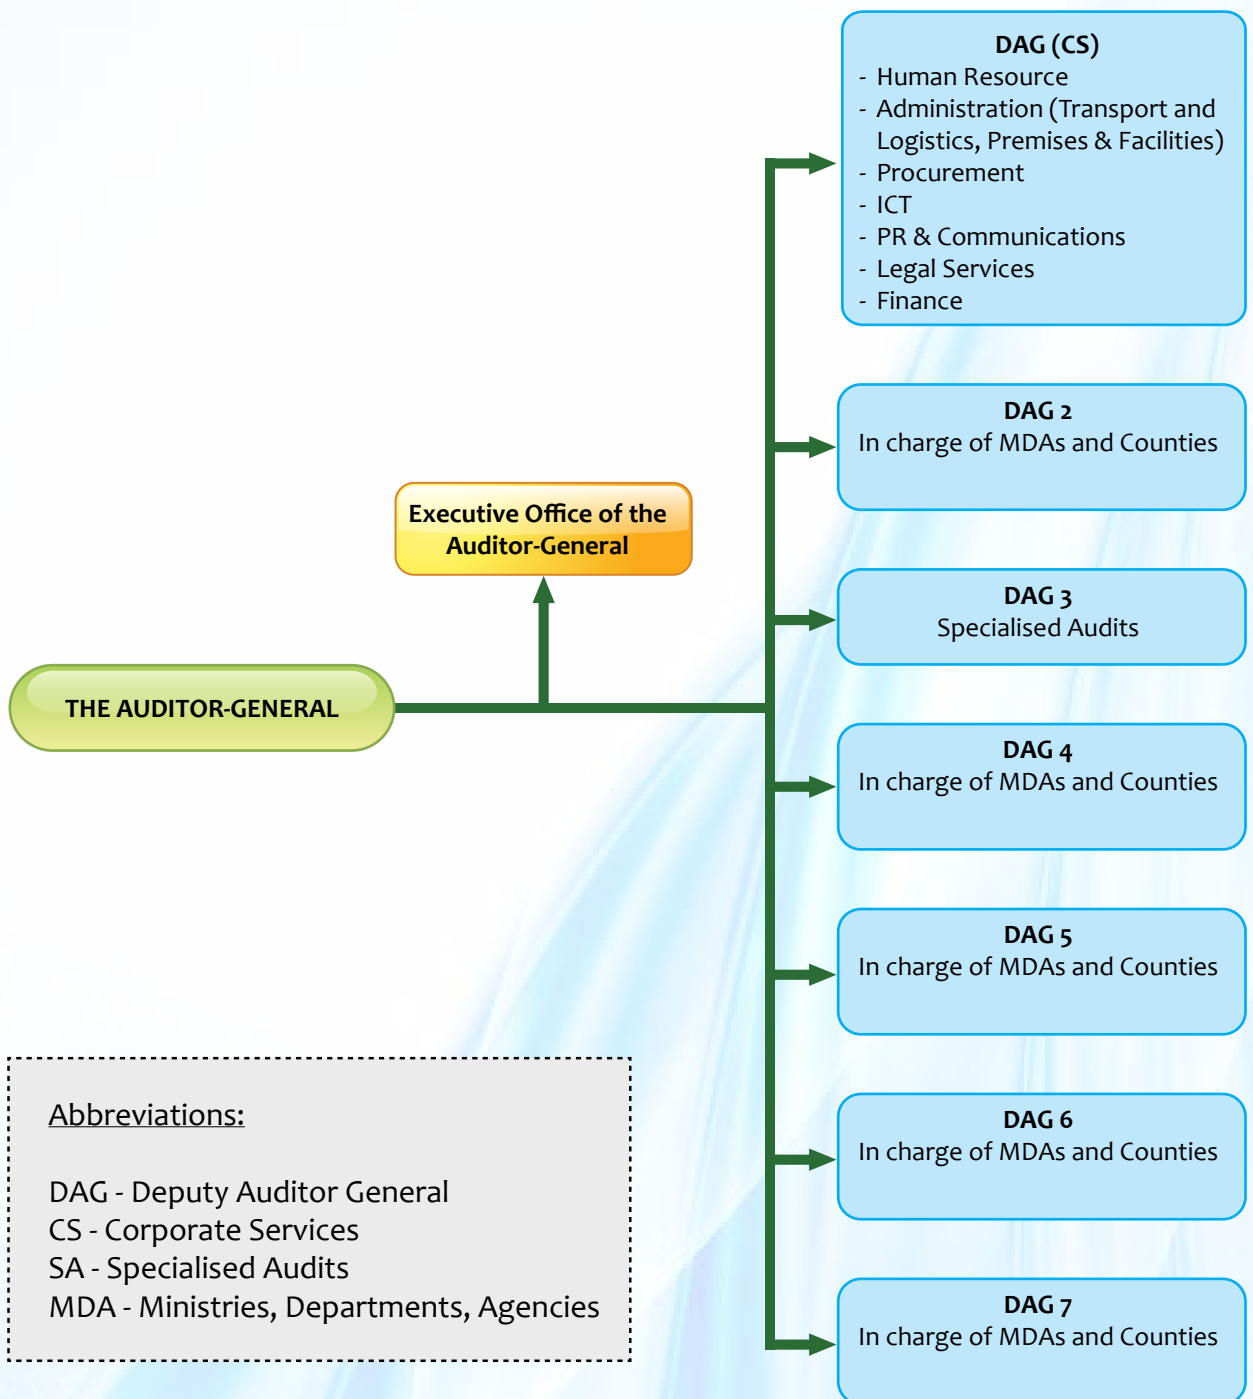 DAG (CS)
- Human Resource
- Administration (Transport and
Logistics, Premises & Facilities)
- Procurement
- ICT
- PR & Communications
- Legal Services
- Finance
DAG 2
In charge of MDAs and Counties
Executive Office of the
Auditor-General
DAG 3
Specialised Audits
THE AUDITOR-GENERAL
DAG 4
In charge of MDAs and Counties
DAG 5
In charge of MDAs and Counties
DAG 6
In charge of MDAs and Counties
DAG 7
In charge of MDAs and Counties
Abbreviations:
DAG - Deputy Auditor General
CS - Corporate Services
SA - Specialised Audits
MDA - Ministries, Departments, Agencies